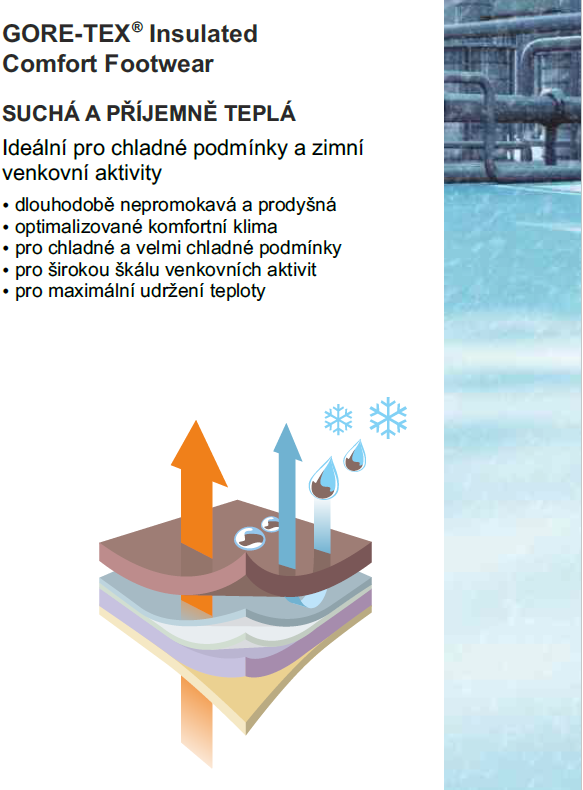 GORE-TEX® Insulated
Comfort Footwear
SUCHÁ A PŘÍJEMNĚ TEPLÁ
Ideální pro chladné podmínky a zimní
venkovní aktivity
• dlouhodobě nepromokavá a prodyšná
• optimalizované komfortní klima
• pro chladné a velmi chladné podmínky
• pro širokou škálu venkovních aktivit
• pro maximální udržení teploty